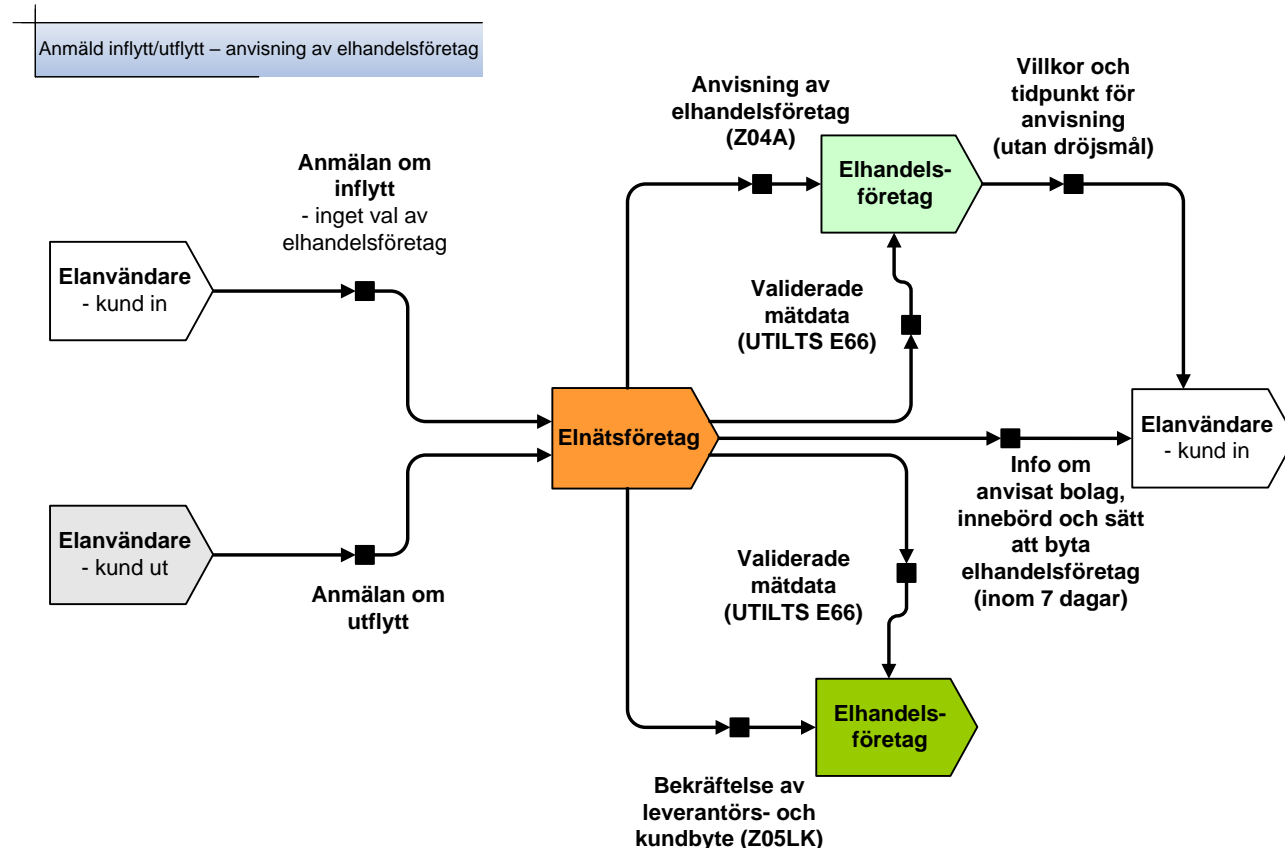 Anmäld inflytt/utflytt – anvisning av elhandelsföretag
Anmälan om
inflytt
- inget val av
elhandelsföretag
Anvisning av
elhandelsföretag
(Z04A)
Villkor och
tidpunkt för
anvisning
(utan dröjsmål)
Elhandels-
företag
Elanvändare
- kund in
Validerade
mätdata
(UTILTS E66)
Elnätsföretag
Elanvändare
- kund in
Info om
anvisat bolag,
innebörd och sätt
att byta
elhandelsföretag
(inom 7 dagar)
Elanvändare
- kund ut
Anmälan om
utflytt
Validerade
mätdata
(UTILTS E66)
Elhandels-
företag
Bekräftelse av
leverantörs- och
kundbyte (Z05LK)